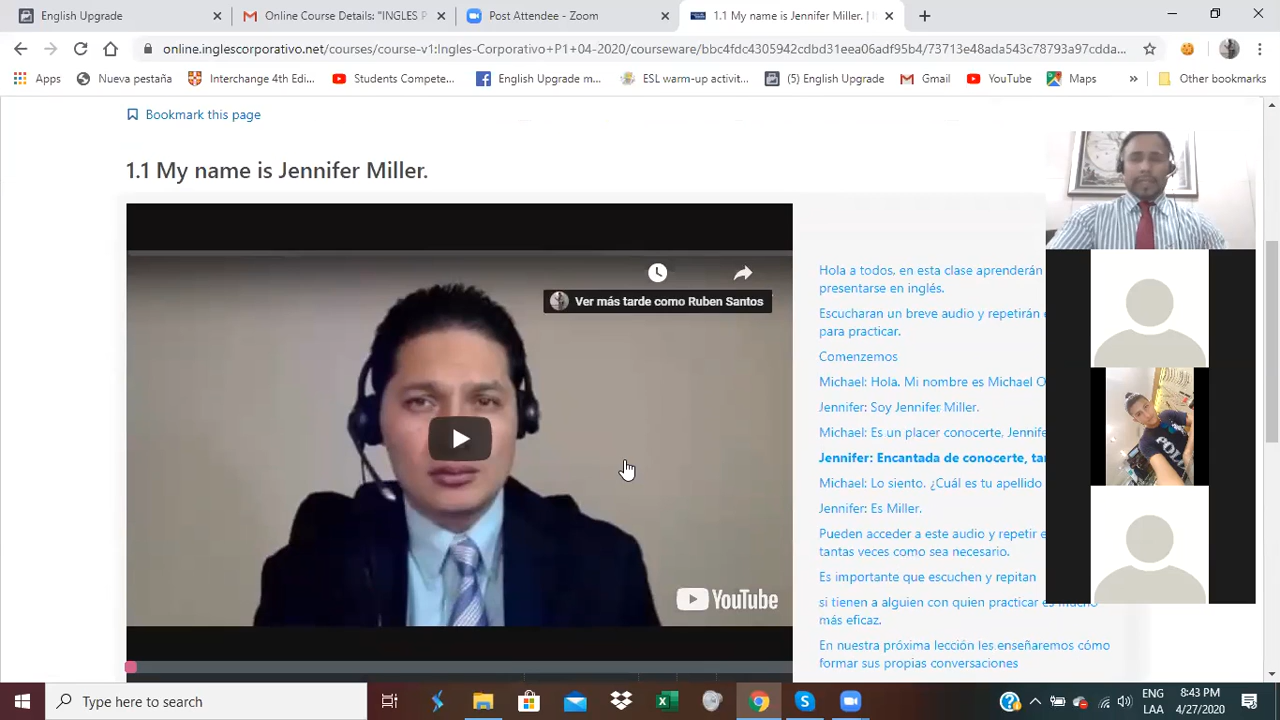 English Upgrade
Online Course Details: "INGLES P
Post Attendee - Zoom
1.1 My name is Jennifer Miller. | b
online.inglescorporativo.net/courses/course-v1:Ingles-Corporativo+P1+04-2020/courseware/bbc4fdc4305942cdbd31eea06adf95b4/73713e48ada543c78793a97cdda...
Apps
Nueva pestaña
Interchange 4th Edi...
Students Compete...
English Upgrade m...
ESL warm-up activit...
(5) English Upgrade
Gmail
YouTube
Maps
»
Other bookmarks
Bookmark this page
1.1 My name is Jennifer Miller.
Ver más tarde como Ruben Santos
YouTube
Hola a todos, en esta clase aprenderán
presentarse en inglés.
Escucharan un breve audio y repetirán
para practicar.
Comenzemos
Michael: Hola. Mi nombre es Michael O
Jennifer: Soy Jennifer Miller.
Michael: Es un placer conocerte, Jennife
Jennifer: Encantada de conocerte, ta
Michael: Lo siento. ¿Cuál es tu apellido
Jennifer: Es Miller.
Pueden acceder a este audio y repetir e
tantas veces como sea necesario.
Es importante que escuchen y repitan
si tienen a alguien con quien practicar es mucho
más eficaz.
En nuestra próxima lección les enseñaremos cómo
formar sus propias conversaciones
POLO
Type here to search
ENG
LAA
8:43 PM
4/27/2020